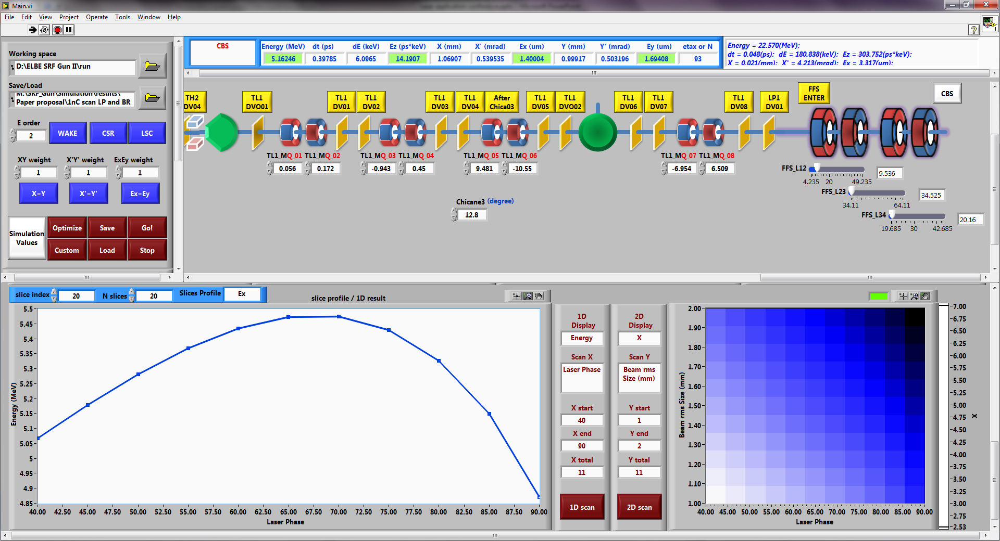 Main.vi
File Edit View Project Operate Tools Window Help
Working space
D:\ELBE SRF Gun II\run
Save/Load
M:\SRF_Gun\Simulation\results\
Paper proposal\1nC scan LP and BR
E order
2
WAKE CSR LSC
XY weight X'Y' weight ExEy weight
1 1 1
X=Y X'=Y' Ex=Ey
Simulation Values
Optimize Save Go!
Custom Load Stop
CBS
Energy (MeV) dt (ps) dE (keV) Ez (ps*keV) X (mm) X' (mrad) Ex (um) Y (mm) Y' (mrad) Ey (um) etax or N
5.16246 0.39785 6.0965 14.1907 1.06907 0.539535 1.40004 0.99917 0.503196 1.69408 93
Energy = 22.570(MeV);
dt = 0.048(ps); dE = 180.838(keV); Ez = 303.752(ps*keV);
X = 0.021(mm); X' = 4.213(mrad); Ex = 3.317(um);
TH2 DV04
TL1 DVO01
TL1 DV01
TL1 DV02
TL1 DV03
TL1 DV04
After Chica03
TL1 DV05
TL1 DVO02
TL1 DV06
TL1 DV07
TL1 DV08
LP1 DV01
FFS ENTER
CBS
TL1_MQ_01 TL1_MQ_02 TL1_MQ_03 TL1_MQ_04 TL1_MQ_05 TL1_MQ_06 TL1_MQ_07 TL1_MQ_08
0.056 0.172 -0.943 0.45 9.481 -10.55 -6.954 6.509
Chicane3 (degree)
12.8
FFS_L12 9.536
4.235 20 49.235
FFS_L23 34.525
34.11 64.11
FFS_L34 20.16
19.685 30 42.685
slice index 20 N slices 20 Slices Profile Ex
slice profile / 1D result
5.5
5.45
5.4
5.35
5.3
5.25
5.2
5.15
5.1
5.05
5
4.95
4.9
4.85
Energy (MeV)
40.00 42.50 45.00 47.50 50.00 52.50 55.00 57.50 60.00 62.50 65.00 67.50 70.00 72.50 75.00 77.50 80.00 82.50 85.00 87.50 90.00
Laser Phase
1D Display
Energy
Scan X
Laser Phase
X start
40
X end
90
X total
11
1D scan
2D Display
X
Scan Y
Beam rms Size (mm)
Y start
1
Y end
2
Y total
11
2D scan
2.00
1.90
1.80
1.70
1.60
1.50
1.40
1.30
1.20
1.10
1.00
Beam rms Size (mm)
40.00 45.00 50.00 55.00 60.00 65.00 70.00 75.00 80.00 85.00 90.00
Laser Phase
7.00
6.75
6.50
6.25
6.00
5.75
5.50
5.25
5.00
4.75
4.50
4.25
4.00
3.75
3.50
3.25
3.00
2.75
2.53
X